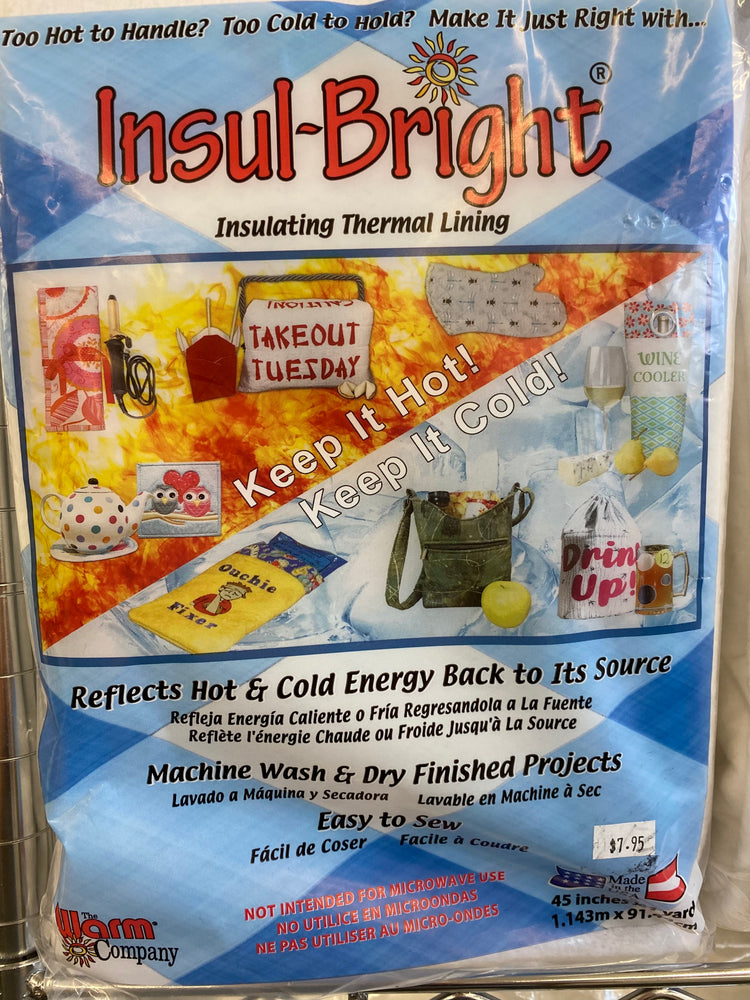 Too Hot to Handle? Too Cold to Hold? Make It Just Right with...
Insul-Bright®
Insulating Thermal Lining
TAKEOUT
TUESDAY
WINE
COOLER
Keep It Hot!
Keep It Cold!
Ouchie
Fixer
Drink
Up!
Reflects Hot & Cold Energy Back to Its Source
Refleja Energía Caliente o Fría Regresandola a La Fuente
Reflète l'énergie Chaude ou Froide Jusqu'à La Source
Machine Wash & Dry Finished Projects
Lavado a Máquina y Secadora Lavable en Machine à Sec
Easy to Sew
Fácil de Coser Facile à Coudre
$7.95
NOT INTENDED FOR MICROWAVE USE
NO UTILICE EN MICROONDAS
NE PAS UTILISER AU MICRO-ONDES
Made
in the
USA
45 inches
1.143m x 91.
The
Warm
Company